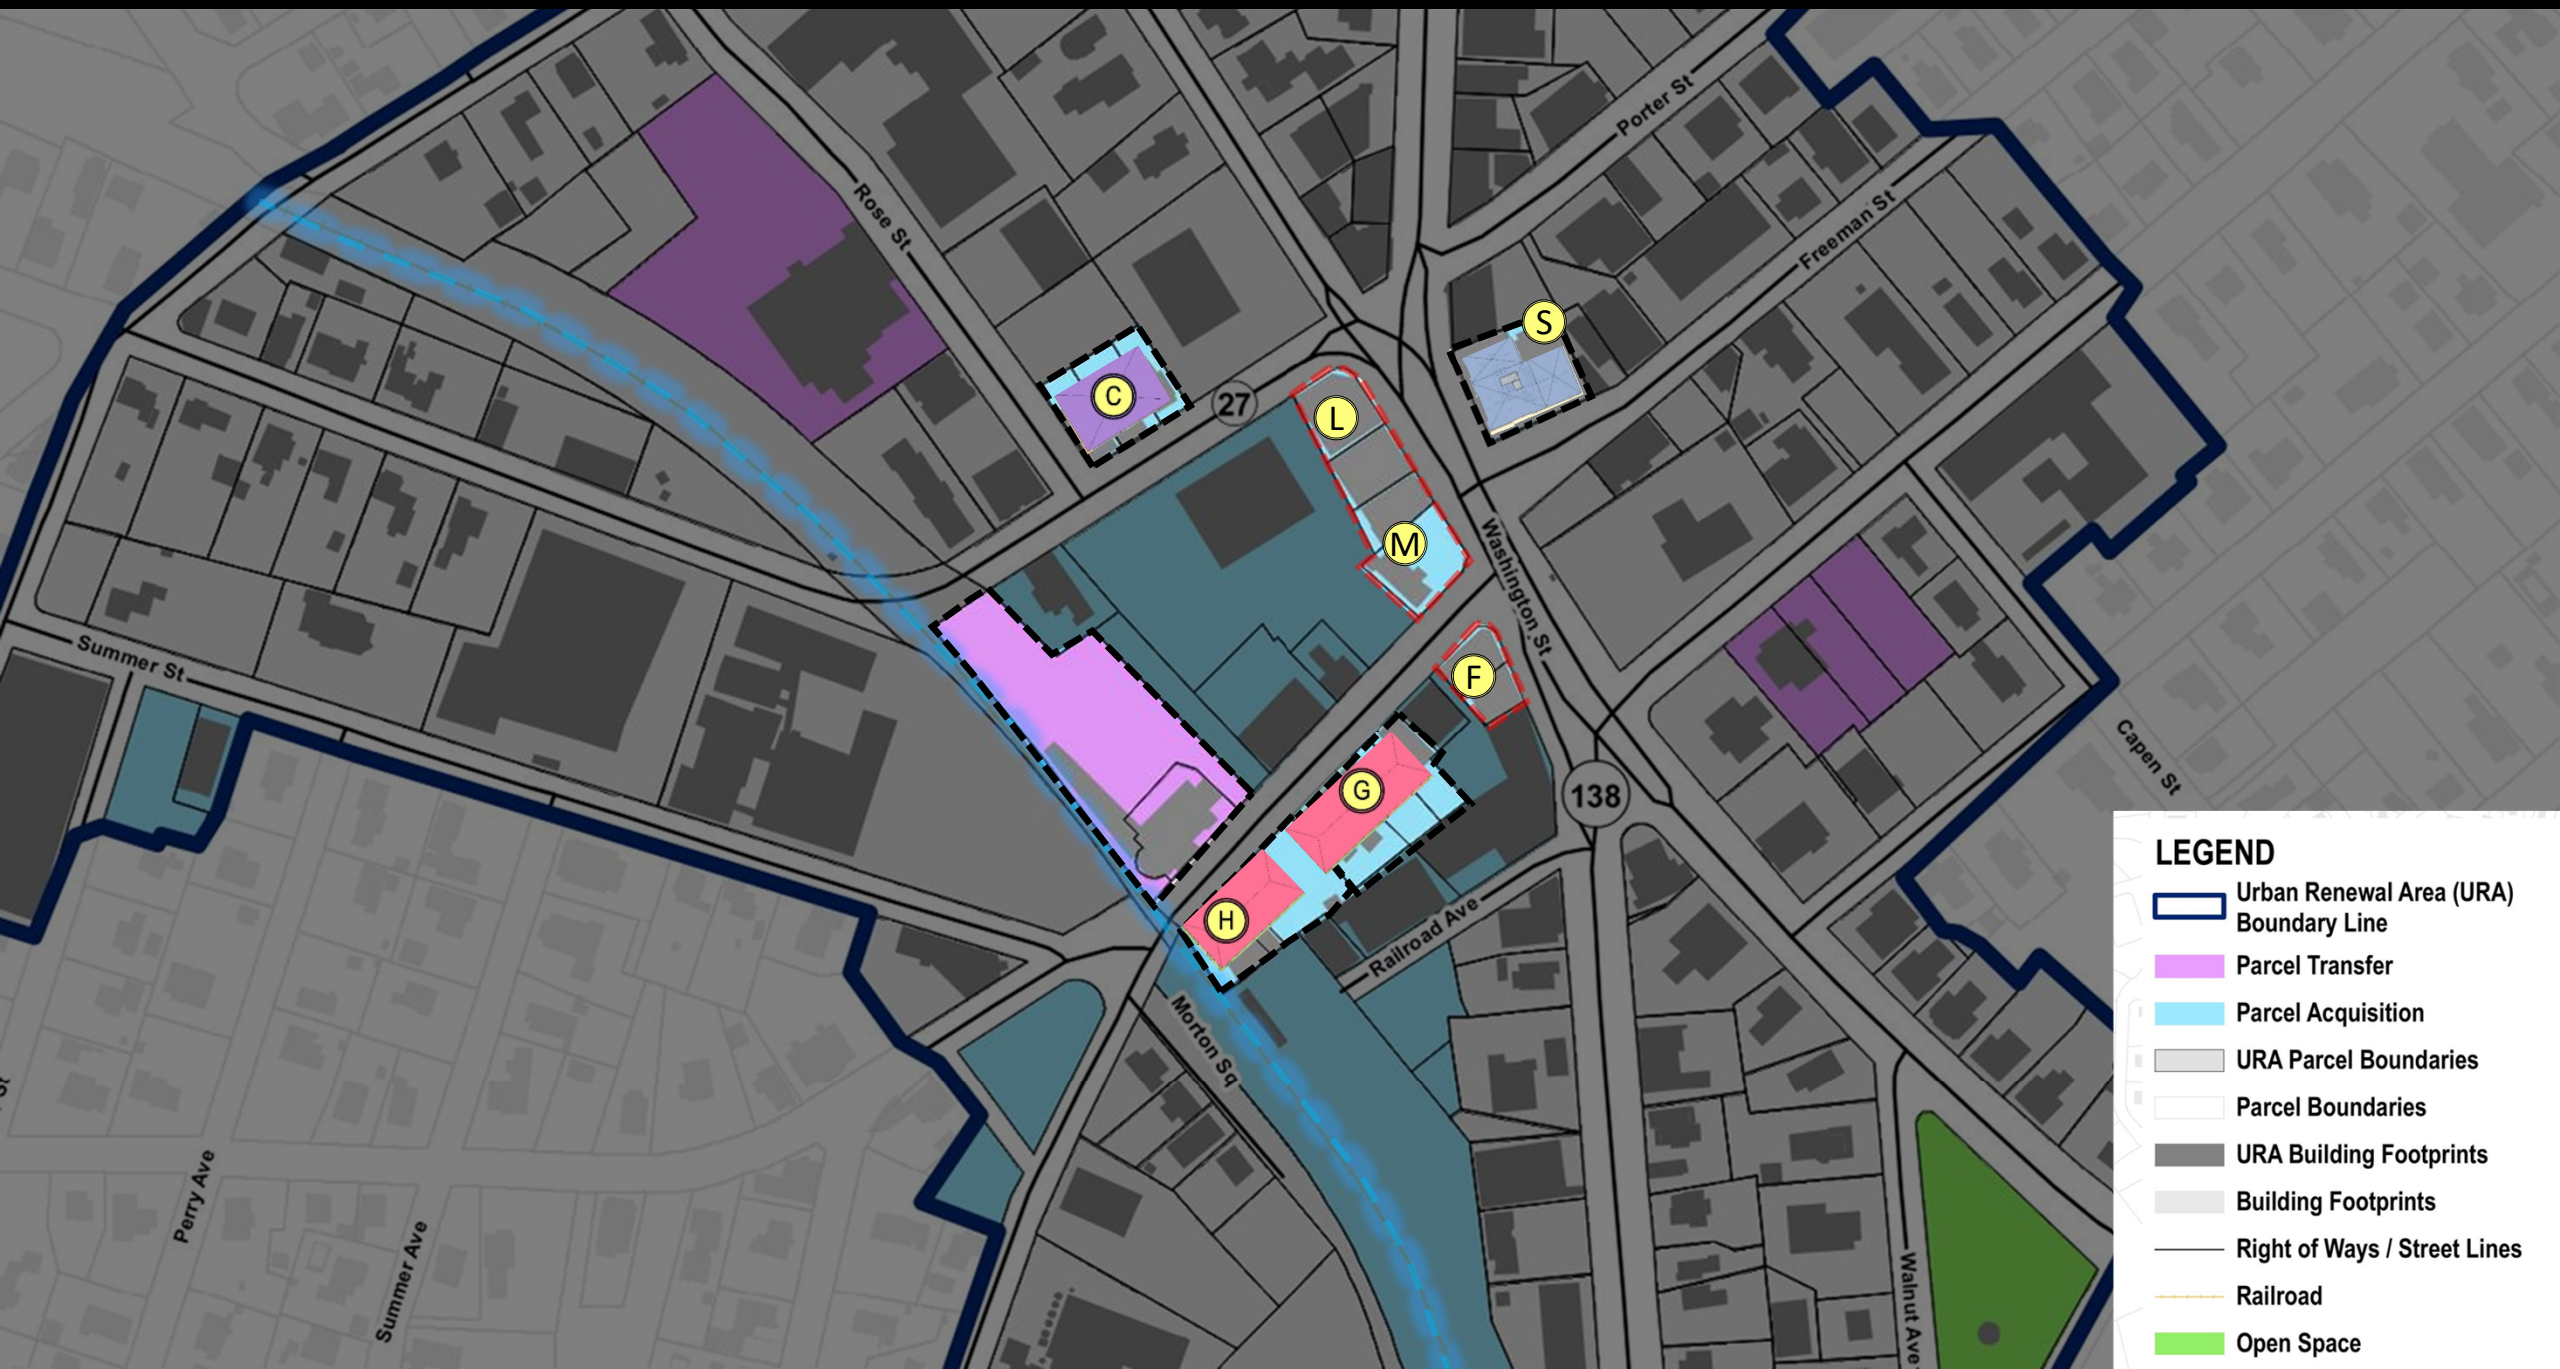 Porter St
Rose St
Freeman St
S
C
27
L
M
Washington St
Summer St
F
Capen St
G
138
H
Railroad Ave
Morton Sq
St
Perry Ave
Summer Ave
Walnut Ave
LEGEND
Urban Renewal Area (URA)
Boundary Line
Parcel Transfer
Parcel Acquisition
URA Parcel Boundaries
Parcel Boundaries
URA Building Footprints
Building Footprints
Right of Ways / Street Lines
Railroad
Open Space